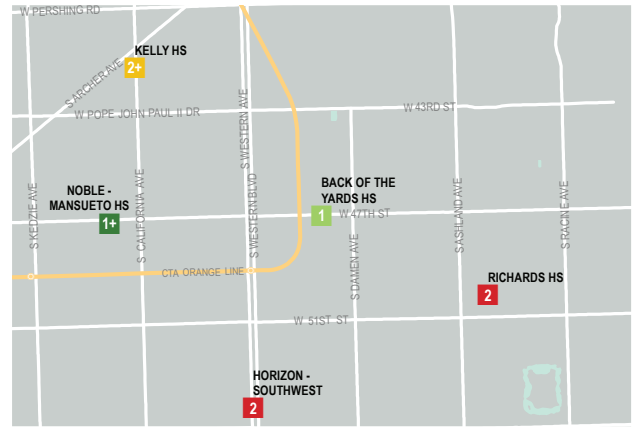 W PERSHING RD
KELLY HS
2+
S ARCHER AVE
S WESTERN AVE
W POPE JOHN PAUL II DR
W 43RD ST
NOBLE -
MANSUETO HS
1+
BACK OF THE
YARDS HS
1
W 47TH ST
S KEDZIE AVE
S CALIFORNIA AVE
S WESTERN BLVD
S DAMEN AVE
S ASHLAND AVE
S RACINE AVE
CTA ORANGE LINE
RICHARDS HS
2
W 51ST ST
HORIZON -
SOUTHWEST
2